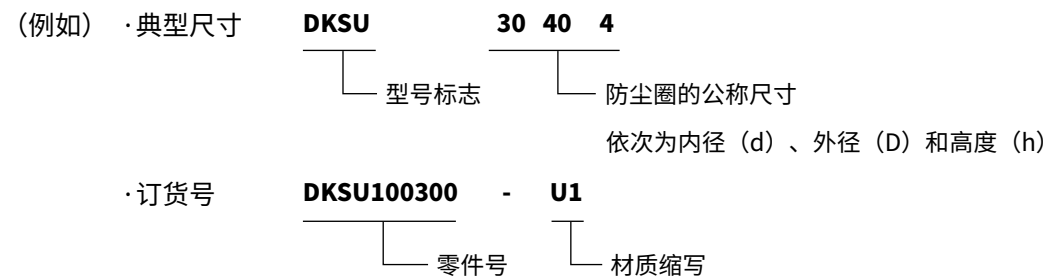 （例如） ·典型尺寸 DKSU 30 40 4
型号标志 防尘圈的公称尺寸
依次为内径（d）、外径（D）和高度（h）
·订货号 DKSU100300 - U1
零件号 材质缩写